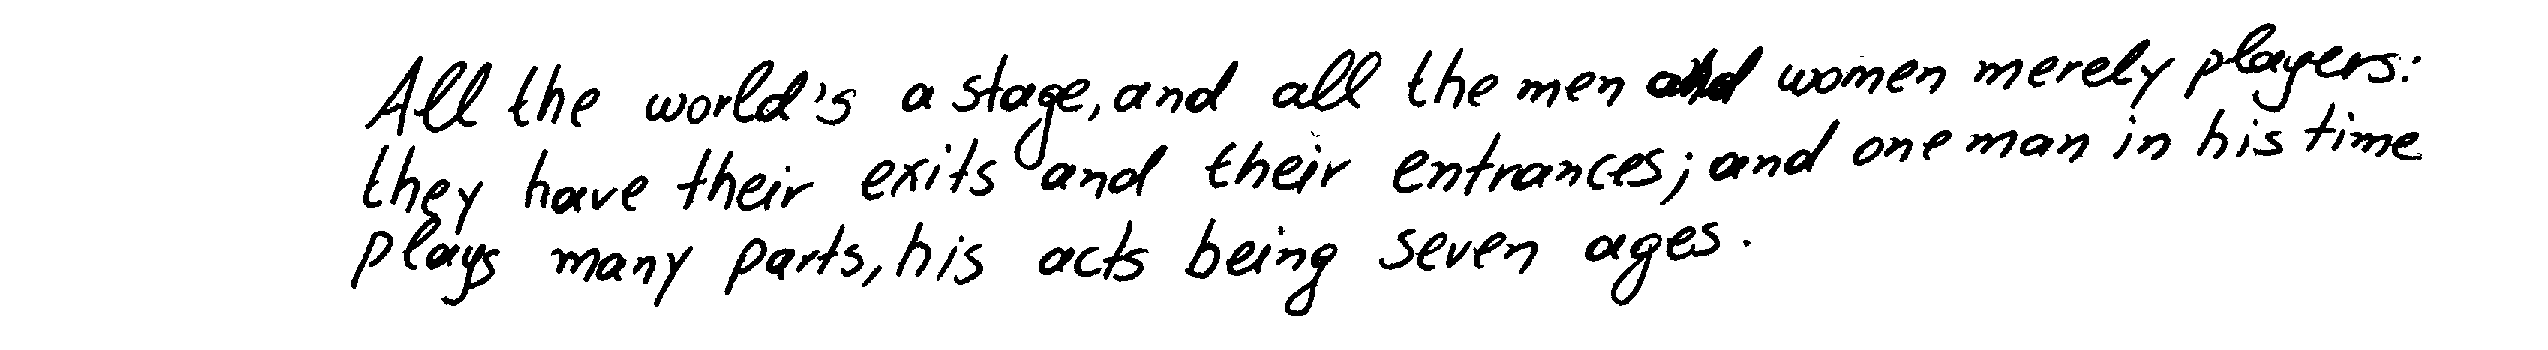 All the world's a stage, and all the men and women merely players:
they have their exits and their entrances; and one man in his time
plays many parts, his acts being seven ages.